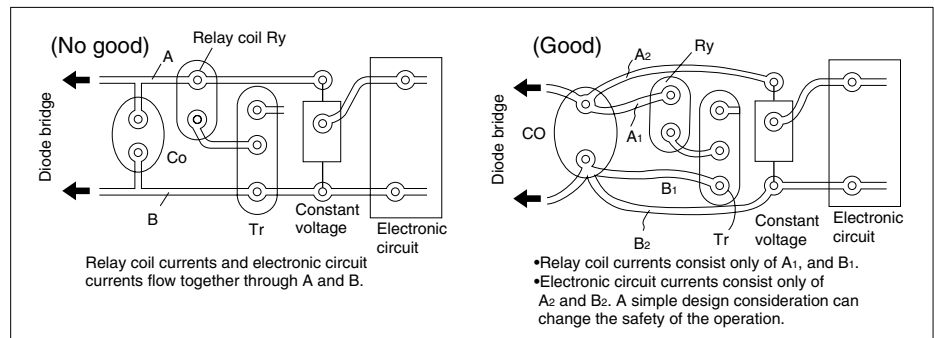 (No good)
A
Relay coil Ry
Diode bridge
Co
B
Tr
Constant
voltage
Electronic
circuit
Relay coil currents and electronic circuit
currents flow together through A and B.
(Good)
A2
Ry
Diode bridge
CO
A1
B1
B2
Tr
Constant
voltage
Electronic
circuit
•Relay coil currents consist only of A1, and B1.
•Electronic circuit currents consist only of
A2 and B2. A simple design consideration can
change the safety of the operation.